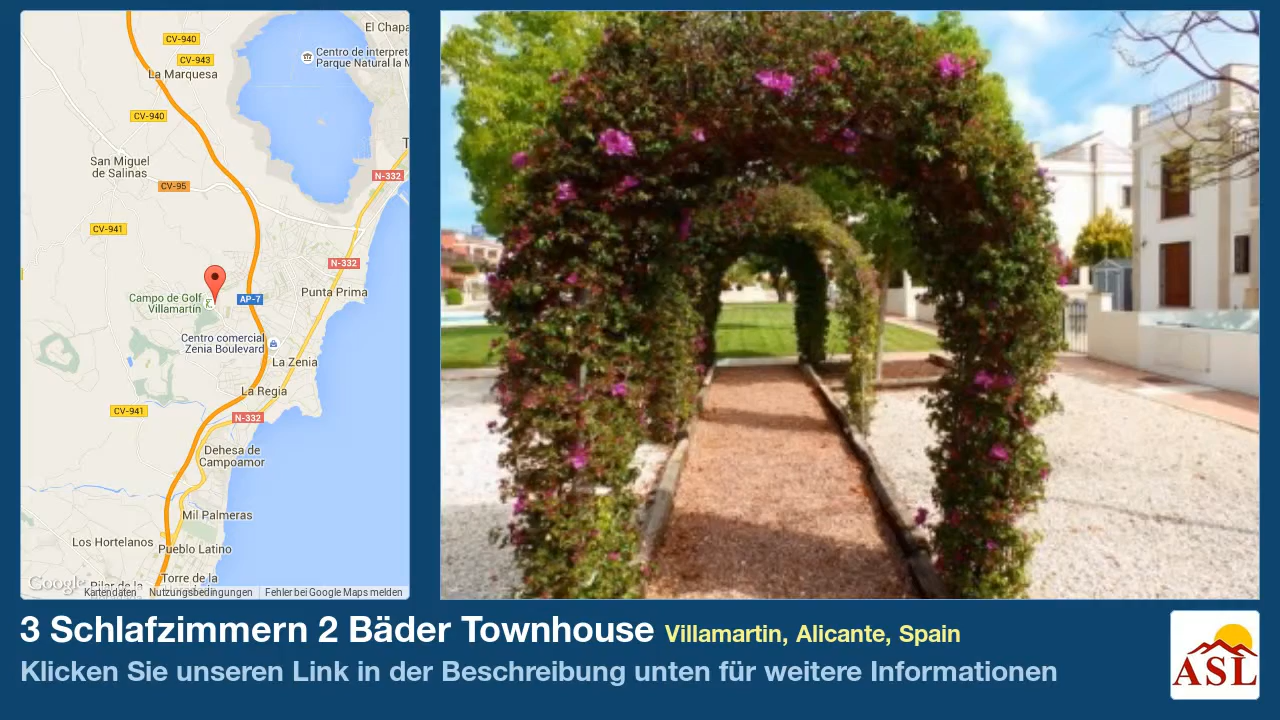 El Chapa
CV-940
Centro de interpret
Parque Natural la M
CV-943
La Marquesa
CV-940
T
San Miguel
de Salinas
N-332
CV-95
CV-941
N-332
Punta Prima
Campo de Golf
Villamartin
AP-7
Centro comercial
Zenia Boulevard
La Zenia
La Regia
CV-941
N-332
Dehesa de
Campoamor
Mil Palmeras
Los Hortelanos
Pueblo Latino
Pilar de la
Torre de la
Google
Kartendaten Nutzungsbedingungen Fehler bei Google Maps melden
3 Schlafzimmern 2 Bäder Townhouse Villamartin, Alicante, Spain
Klicken Sie unseren Link in der Beschreibung unten für weitere Informationen
ASL